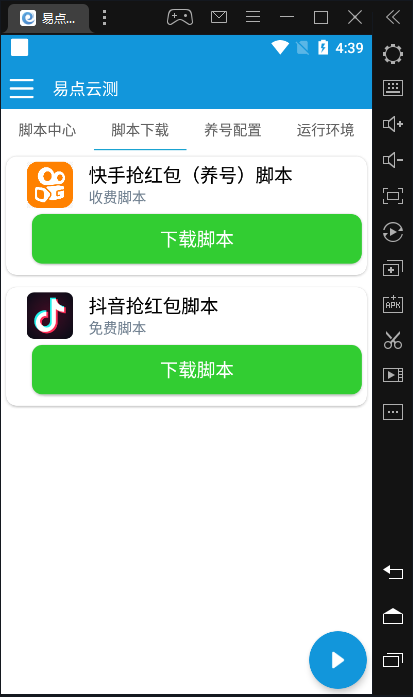 易点...
4:39
易点云测
脚本中心 脚本下载 养号配置 运行环境
快手抢红包（养号）脚本
收费脚本
下载脚本
抖音抢红包脚本
免费脚本
下载脚本
APK